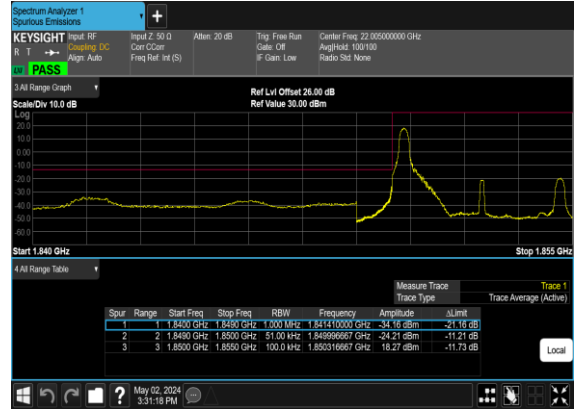 Spectrum Analyzer 1
Spurious Emissions
KEYSIGHT Input: RF Input Z: 50 Ω Atten: 20 dB Trig: Free Run Center Freq: 22.005000000 GHz
R T Coupling: DC Corr CCorr Gate: Off Avg|Hold: 100/100
Align: Auto Freq Ref: Int (S) IF Gain: Low Radio Std: None
LM PASS
3 All Range Graph
Ref Lvl Offset 26.00 dB
Scale/Div 10.0 dB Ref Value 30.00 dBm
Log
20.0
10.0
0.00
-10.0
-20.0
-30.0
-40.0
-50.0
-60.0
Start 1.840 GHz Stop 1.855 GHz
4 All Range Table
Measure Trace Trace 1
Trace Type Trace Average (Active)
Spur Range Start Freq Stop Freq RBW Frequency Amplitude ΔLimit
1 1 1.8400 GHz 1.8490 GHz 1.000 MHz 1.841410000 GHz -34.16 dBm -21.16 dB
2 2 1.8490 GHz 1.8500 GHz 51.00 kHz 1.849996667 GHz -24.21 dBm -11.21 dB
3 3 1.8500 GHz 1.8550 GHz 100.0 kHz 1.850316667 GHz 18.27 dBm -11.73 dB
Local
? May 02, 2024
3:31:18 PM